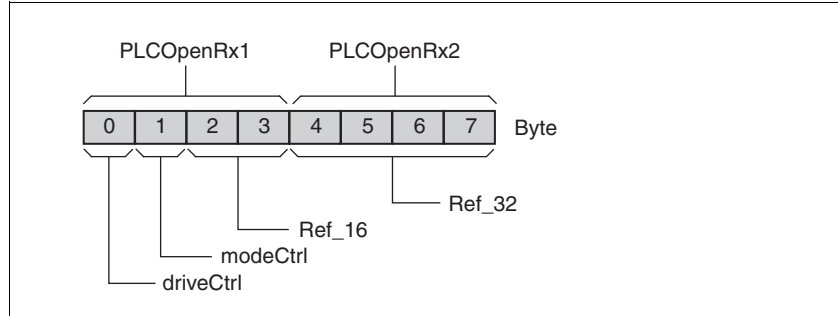 PLCOpenRx1 PLCOpenRx2
0 1 2 3 4 5 6 7 Byte
Ref_32
Ref_16
modeCtrl
driveCtrl